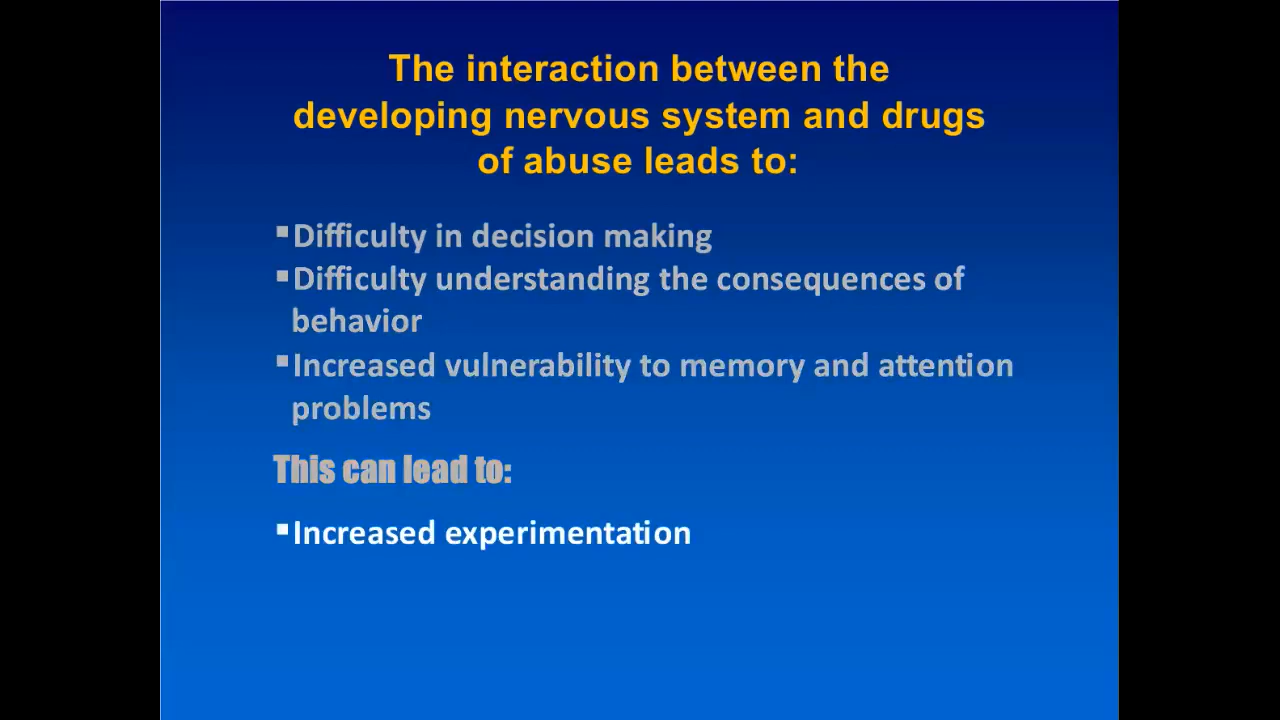 The interaction between the
developing nervous system and drugs
of abuse leads to:
▪Difficulty in decision making
▪Difficulty understanding the consequences of
behavior
▪Increased vulnerability to memory and attention
problems
This can lead to:
▪Increased experimentation